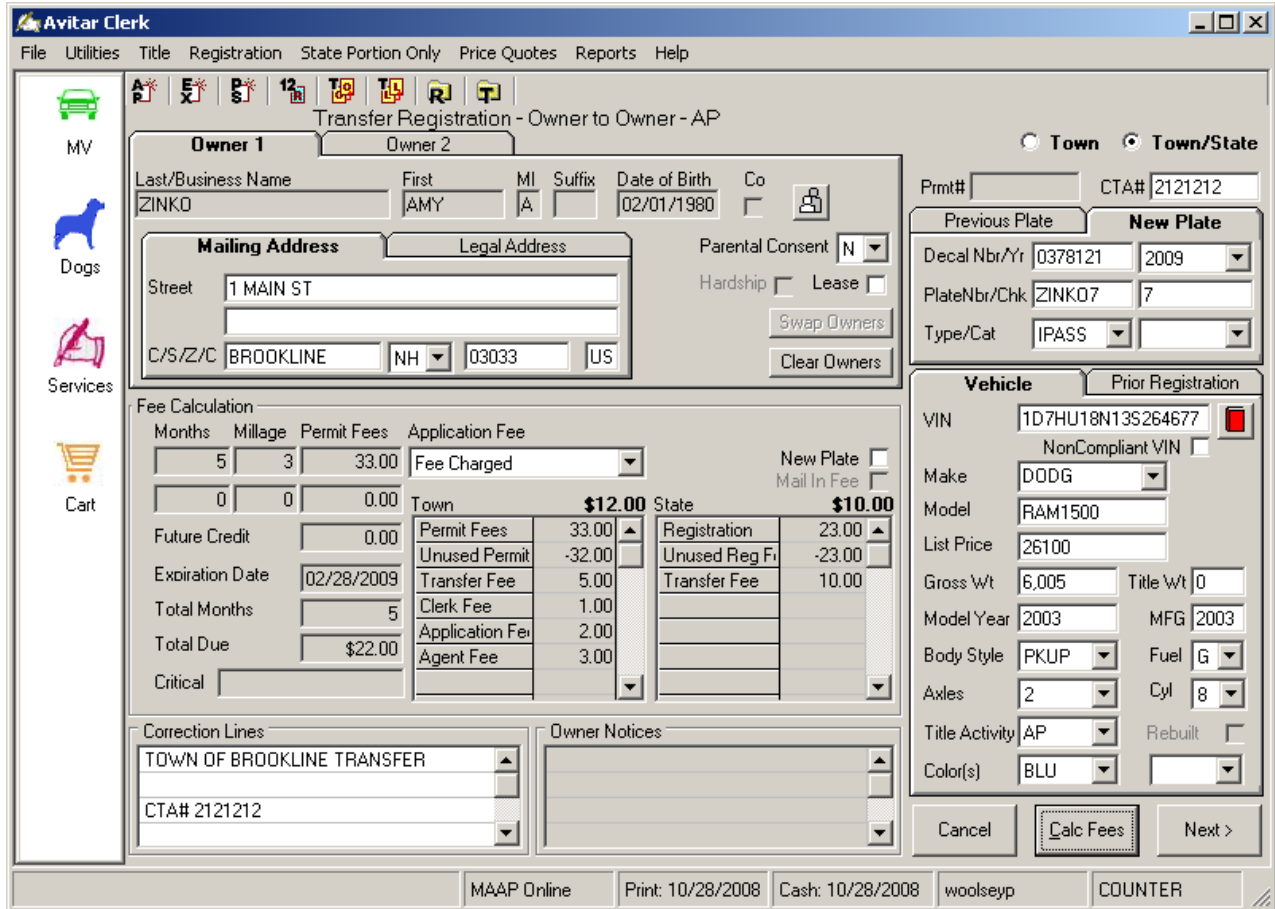 Avitar Clerk
File Utilities Title Registration State Portion Only Price Quotes Reports Help
Transfer Registration - Owner to Owner - AP
MV
Dogs
Services
Cart
Owner 1 Owner 2
Last/Business Name First MI Suffix Date of Birth Co
ZINKO AMY A 02/01/1980
Mailing Address Legal Address
Street 1 MAIN ST
C/S/Z/C BROOKLINE NH 03033 US
Parental Consent N
Hardship Lease
Swap Owners
Clear Owners
Town Town/State
Prmt# CTA# 2121212
Previous Plate New Plate
Decal Nbr/Yr 0378121 2009
PlateNbr/Chk ZINKO7 7
Type/Cat IPASS
Fee Calculation
Months Millage Permit Fees Application Fee
5 3 33.00 Fee Charged
0 0 0.00
New Plate
Mail In Fee
Future Credit 0.00
Expiration Date 02/28/2009
Total Months 5
Total Due $22.00
Critical
Town $12.00
Permit Fees 33.00
Unused Permit -32.00
Transfer Fee 5.00
Clerk Fee 1.00
Application Fe 2.00
Agent Fee 3.00
State $10.00
Registration 23.00
Unused Reg F -23.00
Transfer Fee 10.00
Vehicle Prior Registration
VIN 1D7HU18N13S264677
NonCompliant VIN
Make DODG
Model RAM1500
List Price 26100
Gross Wt 6,005 Title Wt 0
Model Year 2003 MFG 2003
Body Style PKUP Fuel G
Axles 2 Cyl 8
Title Activity AP Rebuilt
Color(s) BLU
Correction Lines
TOWN OF BROOKLINE TRANSFER
CTA# 2121212
Owner Notices
Cancel Calc Fees Next >
MAAP Online Print: 10/28/2008 Cash: 10/28/2008 woolseyp COUNTER